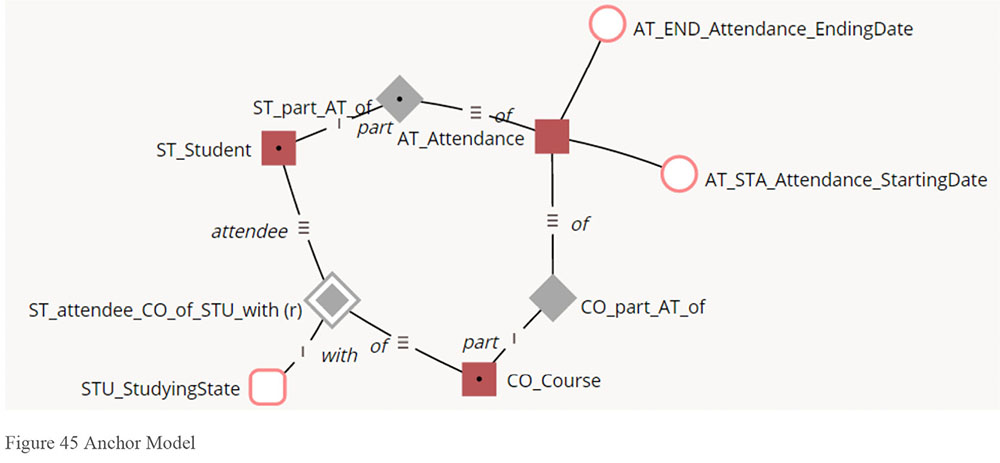 AT_END_Attendance_EndingDate
ST_part_AT_of
of
part
AT_Attendance
ST_Student
AT_STA_Attendance_StartingDate
attendee
of
ST_attendee_CO_of_STU_with (r)
CO_part_AT_of
with
of
part
STU_StudyingState
CO_Course
Figure 45 Anchor Model